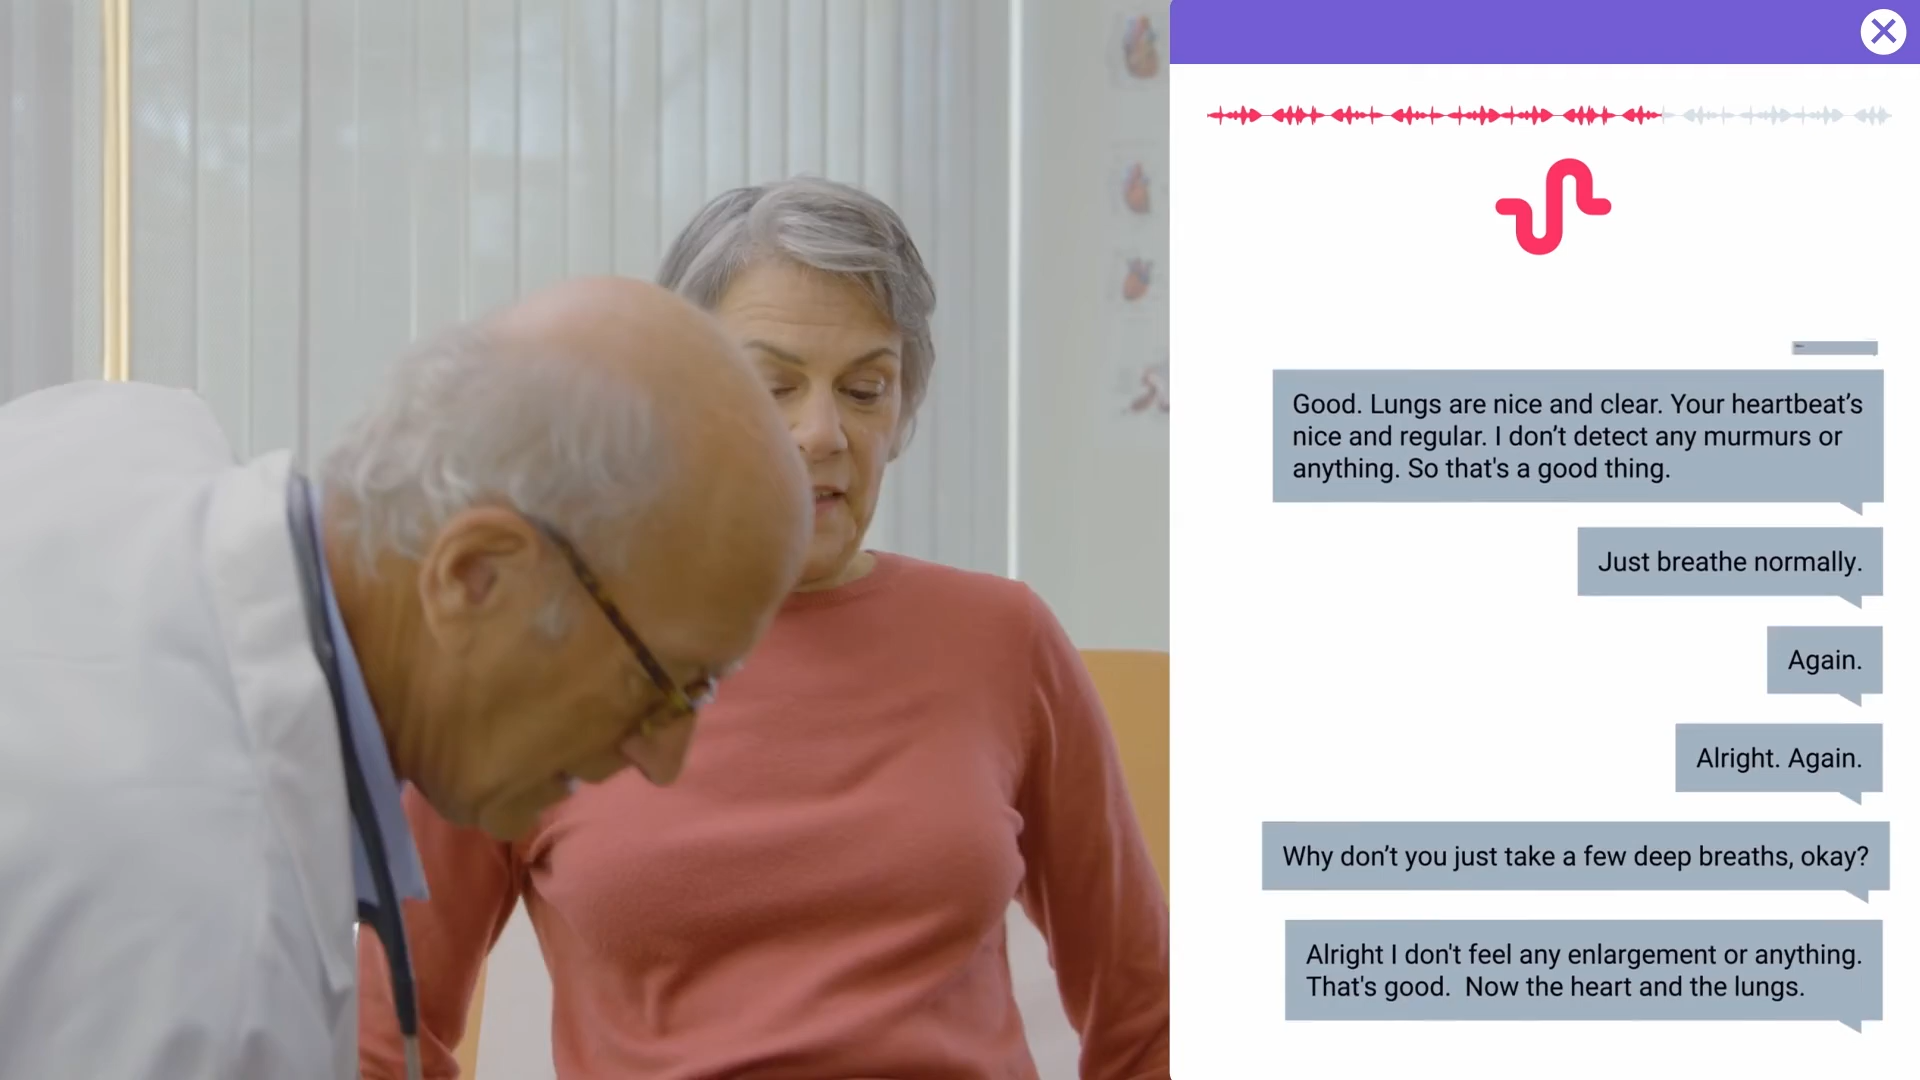 Good. Lungs are nice and clear. Your heartbeat’s
nice and regular. I don’t detect any murmurs or
anything. So that's a good thing.
Just breathe normally.
Again.
Alright. Again.
Why don’t you just take a few deep breaths, okay?
Alright I don't feel any enlargement or anything.
That's good.  Now the heart and the lungs.